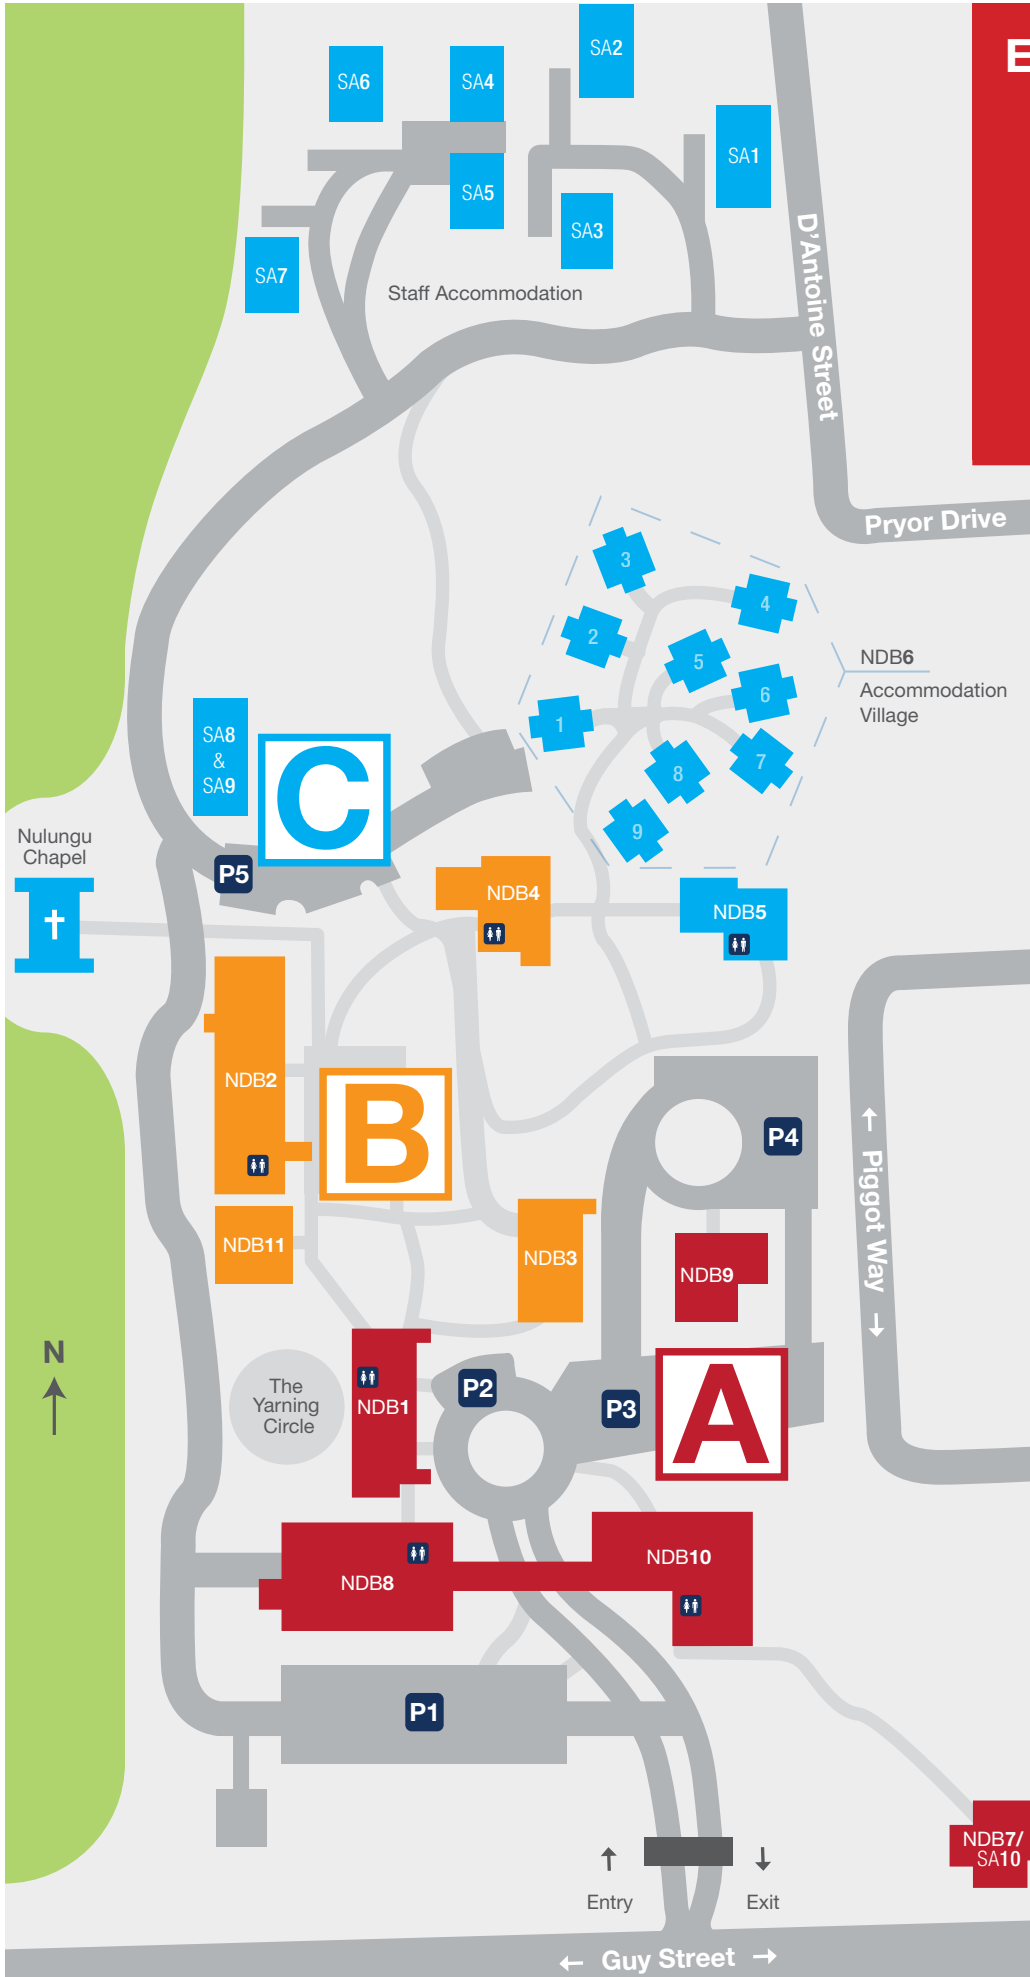 E
SA2
SA6
SA4
SA1
SA5
SA3
SA7
D'Antoine Street
Staff Accommodation
Pryor Drive
3
4
2
5
NDB6
Accommodation
Village
6
1
SA8
&
SA9
7
8
C
9
Nulungu
Chapel
P5
NDB4
NDB5
NDB2
B
P4
Piggot Way
NDB11
NDB3
NDB9
N
The
Yarning
Circle
NDB1
P2
P3
A
NDB8
NDB10
P1
NDB7/
SA10
Entry
Exit
Guy Street